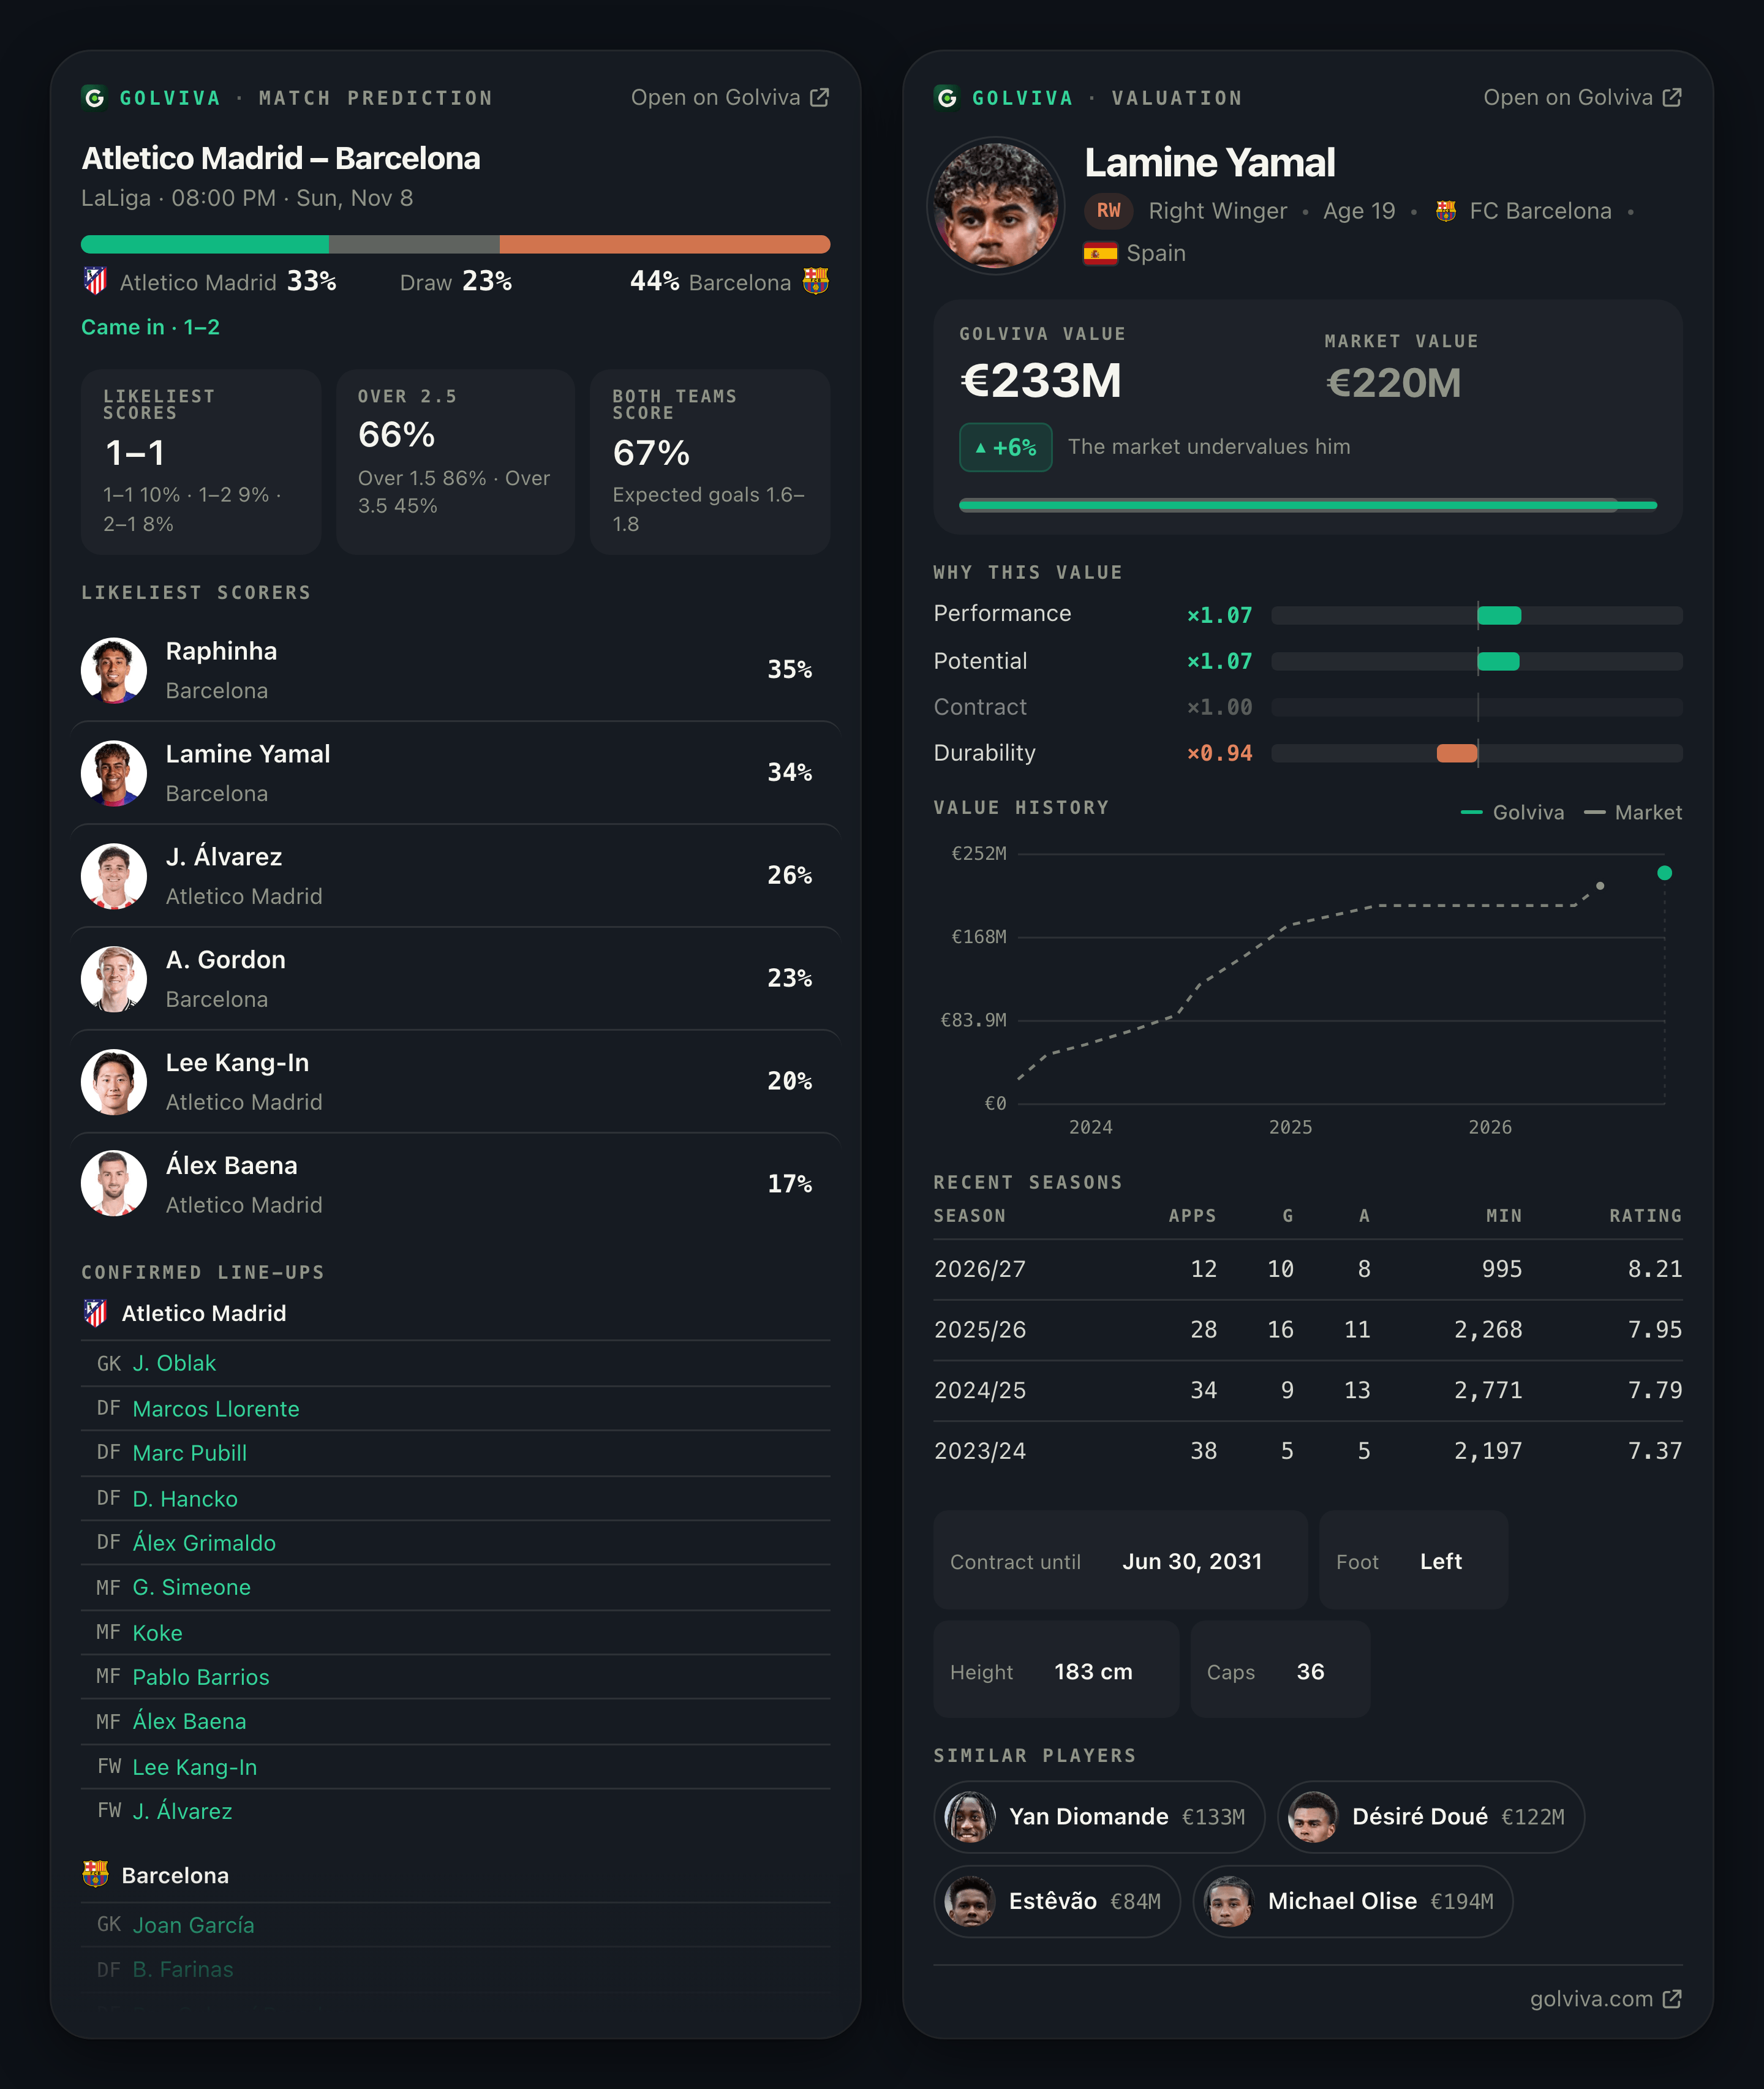 GOLVIVA · MATCH PREDICTION
Open on Golviva
Atletico Madrid – Barcelona
LaLiga · 08:00 PM · Sun, Nov 8
Atletico Madrid 33%
Draw 23%
44% Barcelona
Came in · 1–2
LIKELIEST
SCORES
1–1
1–1 10% · 1–2 9% ·
2–1 8%
OVER 2.5
66%
Over 1.5 86% · Over
3.5 45%
BOTH TEAMS
SCORE
67%
Expected goals 1.6–
1.8
LIKELIEST SCORERS
Raphinha
Barcelona
35%
Lamine Yamal
Barcelona
34%
J. Álvarez
Atletico Madrid
26%
A. Gordon
Barcelona
23%
Lee Kang-In
Atletico Madrid
20%
Álex Baena
Atletico Madrid
17%
CONFIRMED LINE-UPS
Atletico Madrid
GK J. Oblak
DF Marcos Llorente
DF Marc Pubill
DF D. Hancko
DF Álex Grimaldo
MF G. Simeone
MF Koke
MF Pablo Barrios
MF Álex Baena
FW Lee Kang-In
FW J. Álvarez
Barcelona
GK Joan García
DF B. Farinas
GOLVIVA · VALUATION
Open on Golviva
Lamine Yamal
RW Right Winger • Age 19 • FC Barcelona •
Spain
GOLVIVA VALUE
€233M
MARKET VALUE
€220M
▲ +6% The market undervalues him
WHY THIS VALUE
Performance ×1.07
Potential ×1.07
Contract ×1.00
Durability ×0.94
VALUE HISTORY
Golviva Market
€252M
€168M
€83.9M
€0
2024 2025 2026
RECENT SEASONS
SEASON APPS G A MIN RATING
2026/27 12 10 8 995 8.21
2025/26 28 16 11 2,268 7.95
2024/25 34 9 13 2,771 7.79
2023/24 38 5 5 2,197 7.37
Contract until Jun 30, 2031
Foot Left
Height 183 cm
Caps 36
SIMILAR PLAYERS
Yan Diomande €133M
Désiré Doué €122M
Estêvão €84M
Michael Olise €194M
golviva.com